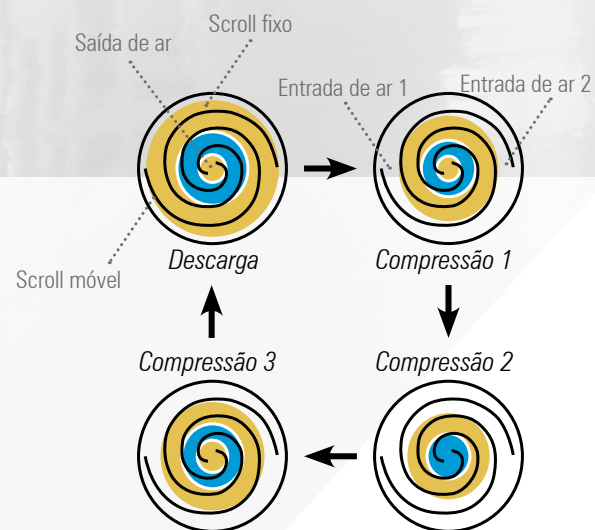 Scroll fixo
Saída de ar
Entrada de ar 1
Entrada de ar 2
Descarga
Compressão 1
Scroll móvel
Compressão 3
Compressão 2